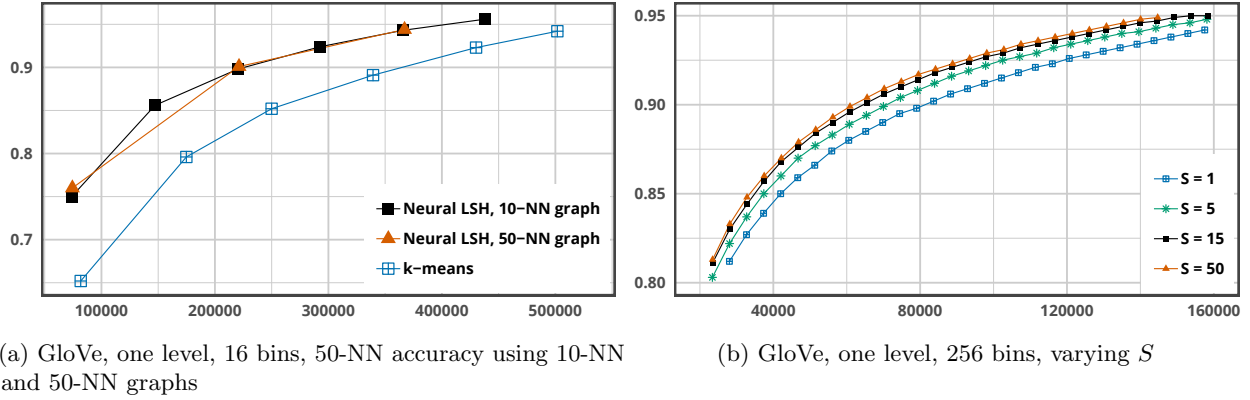 0.9
0.8
0.7
100000 200000 300000 400000 500000
Neural LSH, 10−NN graph
Neural LSH, 50−NN graph
k−means
0.95
0.90
0.85
0.80
40000 80000 120000 160000
S = 1
S = 5
S = 15
S = 50
(a) GloVe, one level, 16 bins, 50-NN accuracy using 10-NN
and 50-NN graphs
(b) GloVe, one level, 256 bins, varying S